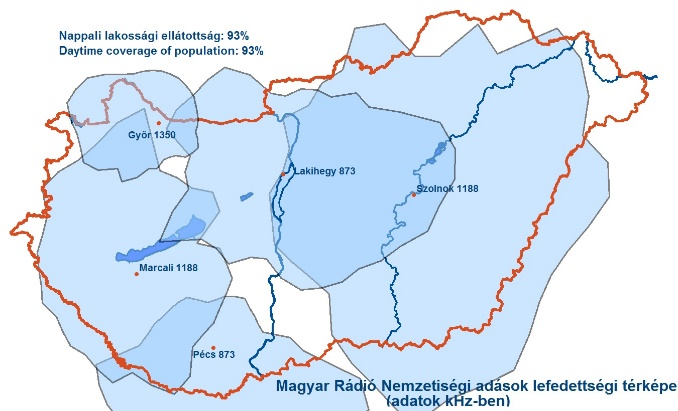 Nappali lakossági ellátottság: 93%
Daytime coverage of population: 93%
Győr 1350
Lakihegy 873
Szolnok 1188
Marcali 1188
Pécs 873
Magyar Rádió Nemzetiségi adások lefedettségi térképe
(adatok kHz-ben)